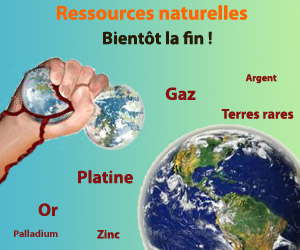 Ressources naturelles
Bientôt la fin !
Argent
Gaz
Terres rares
Platine
Or
Palladium
Zinc